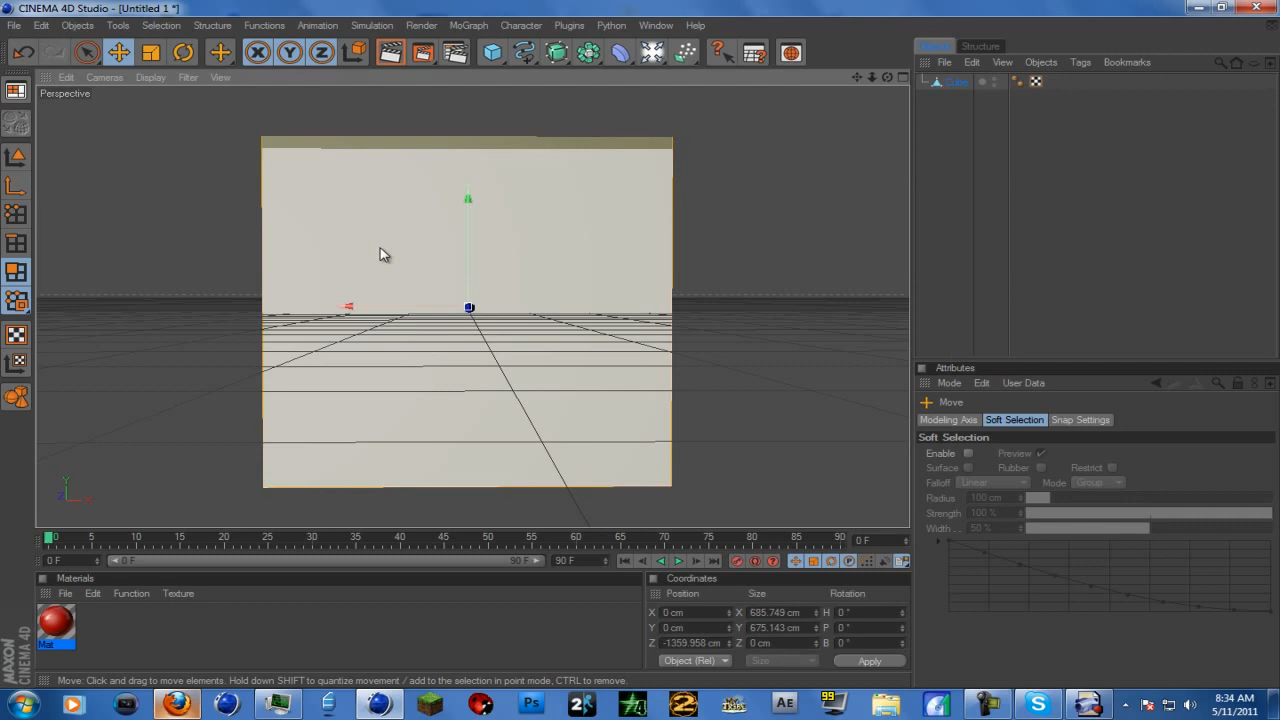 CINEMA 4D Studio - [Untitled 1 *]
File Edit Objects Tools Selection Structure Functions Animation Simulation Render MoGraph Character Plugins Python Window Help
Objects Structure
File Edit View Objects Tags Bookmarks
Edit Cameras Display Filter View
Cube
Perspective
Attributes
Mode Edit User Data
Move
Modeling Axis Soft Selection Snap Settings
Soft Selection
Enable Preview
Surface Rubber Restrict
Falloff Linear Mode Group
Radius 100 cm
Strength 100 %
Width . . 50 %
Y
Z X
0 5 10 15 20 25 30 35 40 45 50 55 60 65 70 75 80 85 90 0 F
0 F 0 F 90 F 90 F
Materials
File Edit Function Texture
Mat
Coordinates
Position Size Rotation
X 0 cm X 685.749 cm H 0 °
Y 0 cm Y 675.143 cm P 0 °
Z -1359.958 cm Z 0 cm B 0 °
Object (Rel) Size Apply
MAXON
CINEMA 4D
Move: Click and drag to move elements. Hold down SHIFT to quantize movement / add to the selection in point mode, CTRL to remove.
Ps
2K
2
Ae
99
8:34 AM
5/11/2011